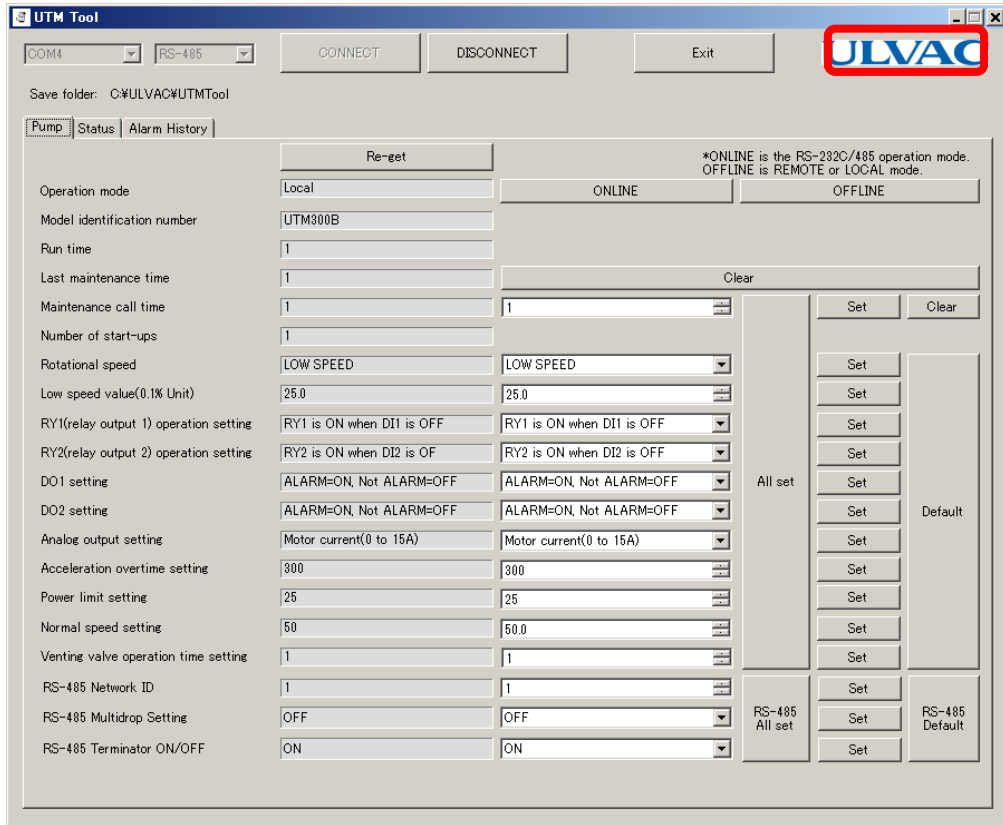 UTM Tool
COM4 RS-485 CONNECT DISCONNECT Exit ULVAC
Save folder: C:¥ULVAC¥UTMTool
Pump Status Alarm History
Re-get *ONLINE is the RS-232C/485 operation mode.
OFFLINE is REMOTE or LOCAL mode.
Operation mode Local ONLINE OFFLINE
Model identification number UTM300B
Run time 1
Last maintenance time 1 Clear
Maintenance call time 1 1 Set Clear
Number of start-ups 1
Rotational speed LOW SPEED LOW SPEED Set
Low speed value(0.1% Unit) 25.0 25.0 Set
RY1(relay output 1) operation setting RY1 is ON when DI1 is OFF RY1 is ON when DI1 is OFF Set
RY2(relay output 2) operation setting RY2 is ON when DI2 is OF RY2 is ON when DI2 is OFF Set
DO1 setting ALARM=ON, Not ALARM=OFF ALARM=ON, Not ALARM=OFF All set Set
DO2 setting ALARM=ON, Not ALARM=OFF ALARM=ON, Not ALARM=OFF Set Default
Analog output setting Motor current(0 to 15A) Motor current(0 to 15A) Set
Acceleration overtime setting 300 300 Set
Power limit setting 25 25 Set
Normal speed setting 50 50.0 Set
Venting valve operation time setting 1 1 Set
RS-485 Network ID 1 1 Set
RS-485 Multidrop Setting OFF OFF RS-485 All set Set RS-485 Default
RS-485 Terminator ON/OFF ON ON Set